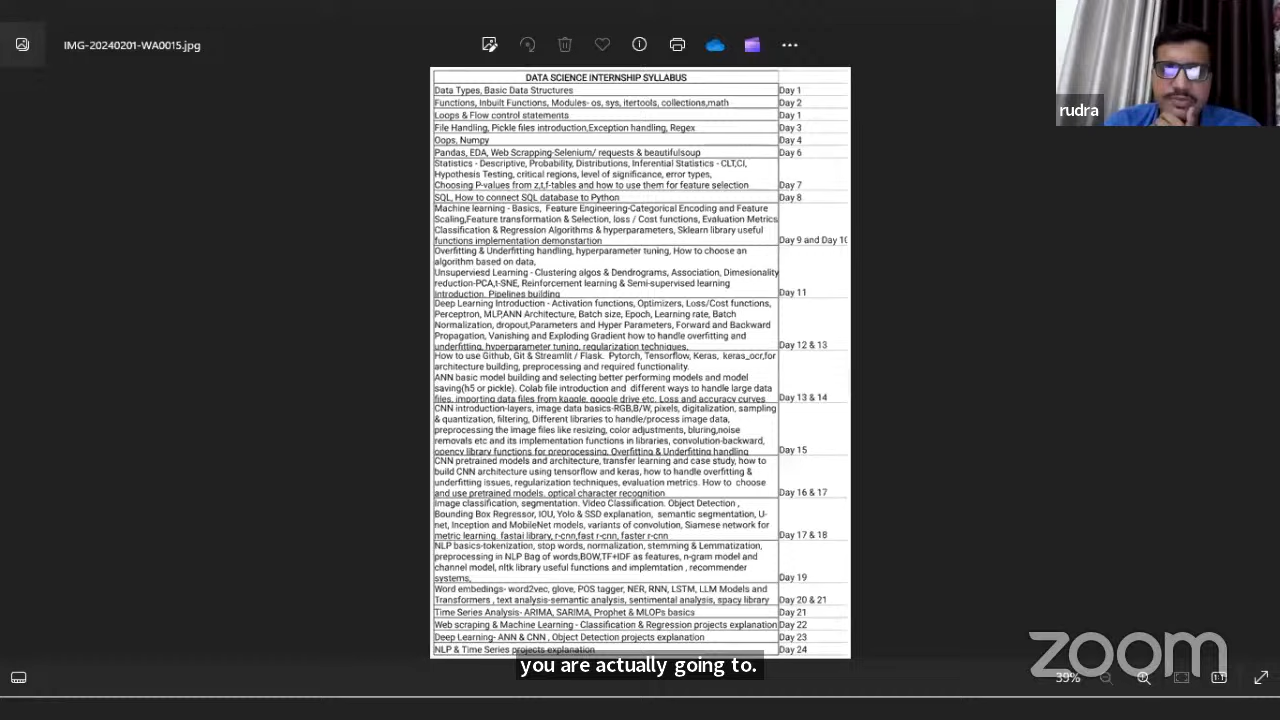 IMG-20240201-WA0015.jpg
rudra
DATA SCIENCE INTERNSHIP SYLLABUS
Data Types, Basic Data Structures Day 1
Functions, Inbuilt Functions, Modules- os, sys, itertools, collections,math Day 2
Loops & Flow control statements Day 1
File Handling, Pickle files introduction,Exception handling, Regex Day 3
Oops, Numpy Day 4
Pandas, EDA, Web Scrapping-Selenium/ requests & beautifulsoup Day 6
Statistics - Descriptive, Probability, Distributions, Inferential Statistics - CLT,CI,
Hypothesis Testing, critical regions, level of significance, error types,
Choosing P-values from z,t,f-tables and how to use them for feature selection Day 7
SQL, How to connect SQL database to Python Day 8
Machine learning - Basics, Feature Engineering-Categorical Encoding and Feature
Scaling,Feature transformation & Selection, loss / Cost functions, Evaluation Metrics
Classification & Regression Algorithms & hyperparameters, Sklearn library useful
functions implementation demonstartion Day 9 and Day 10
Overfitting & Underfitting handling, hyperparameter tuning, How to choose an
algorithm based on data,
Unsuperviesd Learning - Clustering algos & Dendrograms, Association, Dimesionality
reduction-PCA,t-SNE, Reinforcement learning & Semi-supervised learning
Introduction. Pipelines building Day 11
Deep Learning Introduction - Activation functions, Optimizers, Loss/Cost functions,
Perceptron, MLP,ANN Architecture, Batch size, Epoch, Learning rate, Batch
Normalization, dropout,Parameters and Hyper Parameters, Forward and Backward
Propagation, Vanishing and Exploding Gradient how to handle overfitting and
underfitting, hyperparameter tuning, regularization techniques. Day 12 & 13
How to use Github, Git & Streamlit / Flask. Pytorch, Tensorflow, Keras, keras_ocr,for
architecture building, preprocessing and required functionality.
ANN basic model building and selecting better performing models and model
saving(h5 or pickle). Colab file introduction and different ways to handle large data
files, importing data files from kaggle, google drive etc. Loss and accuracy curves Day 13 & 14
CNN introduction-layers, image data basics-RGB,B/W, pixels, digitalization, sampling
& quantization, filtering, Different libraries to handle/process image data,
preprocessing the Image files like resizing, color adjustments, bluring,noise
removals etc and its implementation functions in libraries, convolution-backward,
opencv library functions for preprocessing. Overfitting & Underfitting handling Day 15
CNN pretrained models and architecture, transfer learning and case study, how to
build CNN architecture using tensorflow and keras, how to handle overfitting &
underfitting issues, regularization techniques, evaluation metrics. How to choose
and use pretrained models. optical character recognition Day 16 & 17
Image classification, segmentation. Video Classification. Object Detection ,
Bounding Box Regressor, IOU, Yolo & SSD explanation, semantic segmentation, U-
net, Inception and MobileNet models, variants of convolution, Siamese network for
metric learning, fastai library, r-cnn,fast r-cnn, faster r-cnn Day 17 & 18
NLP basics-tokenization, stop words, normalization, stemming & Lemmatization,
preprocessing in NLP Bag of words,BOW,TF+IDF as features, n-gram model and
channel model, nltk library useful functions and implemtation , recommender
systems, Day 19
Word embedings- word2vec, glove, POS tagger, NER, RNN, LSTM, LLM Models and
Transformers , text analysis-semantic analysis, sentimental analysis, spacy library Day 20 & 21
Time Series Analysis- ARIMA, SARIMA, Prophet & MLOPs basics Day 21
Web scraping & Machine Learning - Classification & Regression projects explanation Day 22
Deep Learning- ANN & CNN , Object Detection projects explanation Day 23
NLP & Time Series projects explanation Day 24
you are actually going to.
zoom
39%